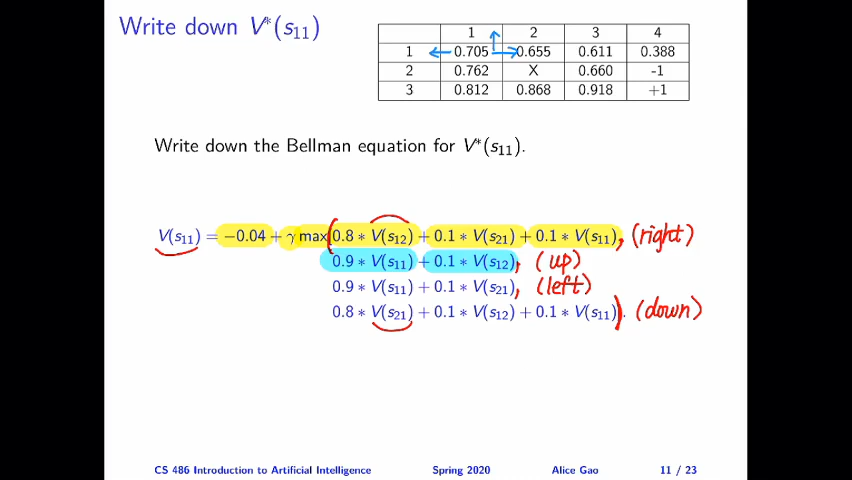 Write down V*(s11)
1 2 3 4
1 0.705 0.655 0.611 0.388
2 0.762 X 0.660 -1
3 0.812 0.868 0.918 +1
Write down the Bellman equation for V*(s11).
V(s11) = −0.04 + γ max(0.8 ∗ V(s12) + 0.1 ∗ V(s21) + 0.1 ∗ V(s11), (right)
0.9 ∗ V(s11) + 0.1 ∗ V(s12), (up)
0.9 ∗ V(s11) + 0.1 ∗ V(s21), (left)
0.8 ∗ V(s21) + 0.1 ∗ V(s12) + 0.1 ∗ V(s11)). (down)
CS 486 Introduction to Artificial Intelligence Spring 2020 Alice Gao 11 / 23